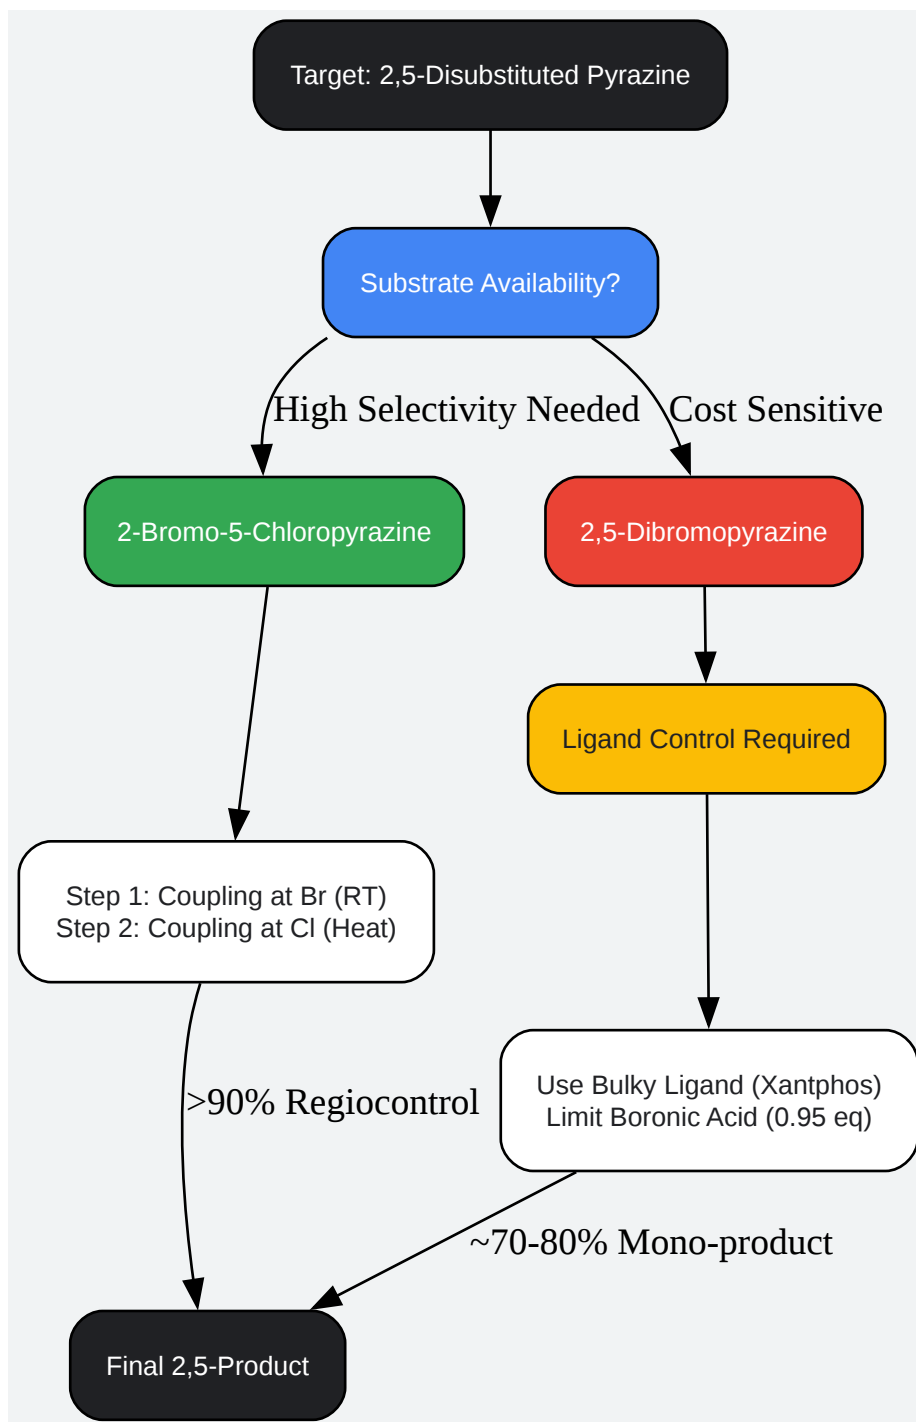 Target: 2,5-Disubstituted Pyrazine
Substrate Availability?
High Selectivity Needed
Cost Sensitive
2-Bromo-5-Chloropyrazine
2,5-Dibromopyrazine
Ligand Control Required
Step 1: Coupling at Br (RT)
Step 2: Coupling at Cl (Heat)
Use Bulky Ligand (Xantphos)
Limit Boronic Acid (0.95 eq)
>90% Regiocontrol
~70-80% Mono-product
Final 2,5-Product